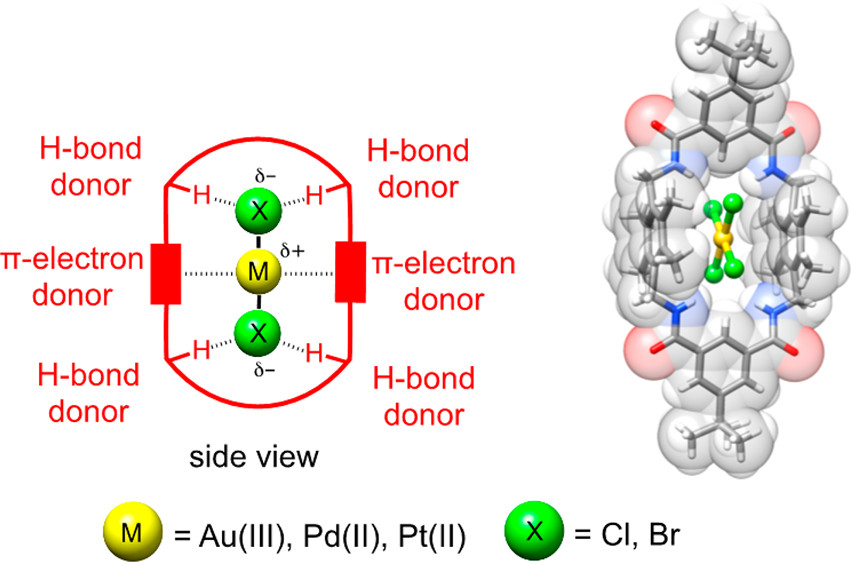 H-bond
donor
H-bond
donor
δ−
H
X
H
δ+
π-electron
donor
M
π-electron
donor
H
X
H
δ−
H-bond
donor
H-bond
donor
side view
M = Au(III), Pd(II), Pt(II)
X = Cl, Br